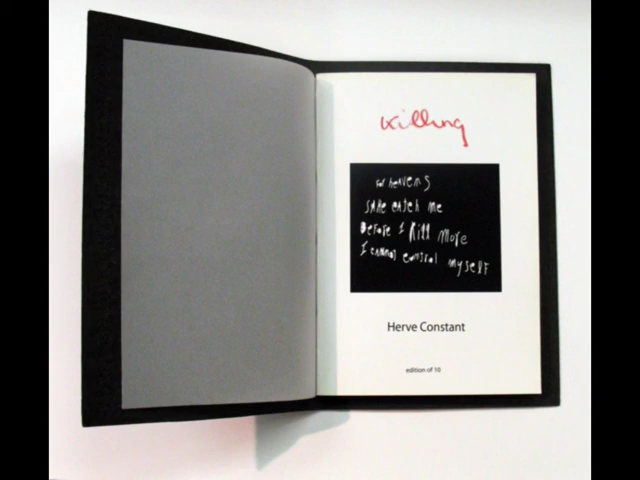 Killing
for heavens
sake catch me
Before I Kill More
I cannot control myself
Herve Constant
edition of 10